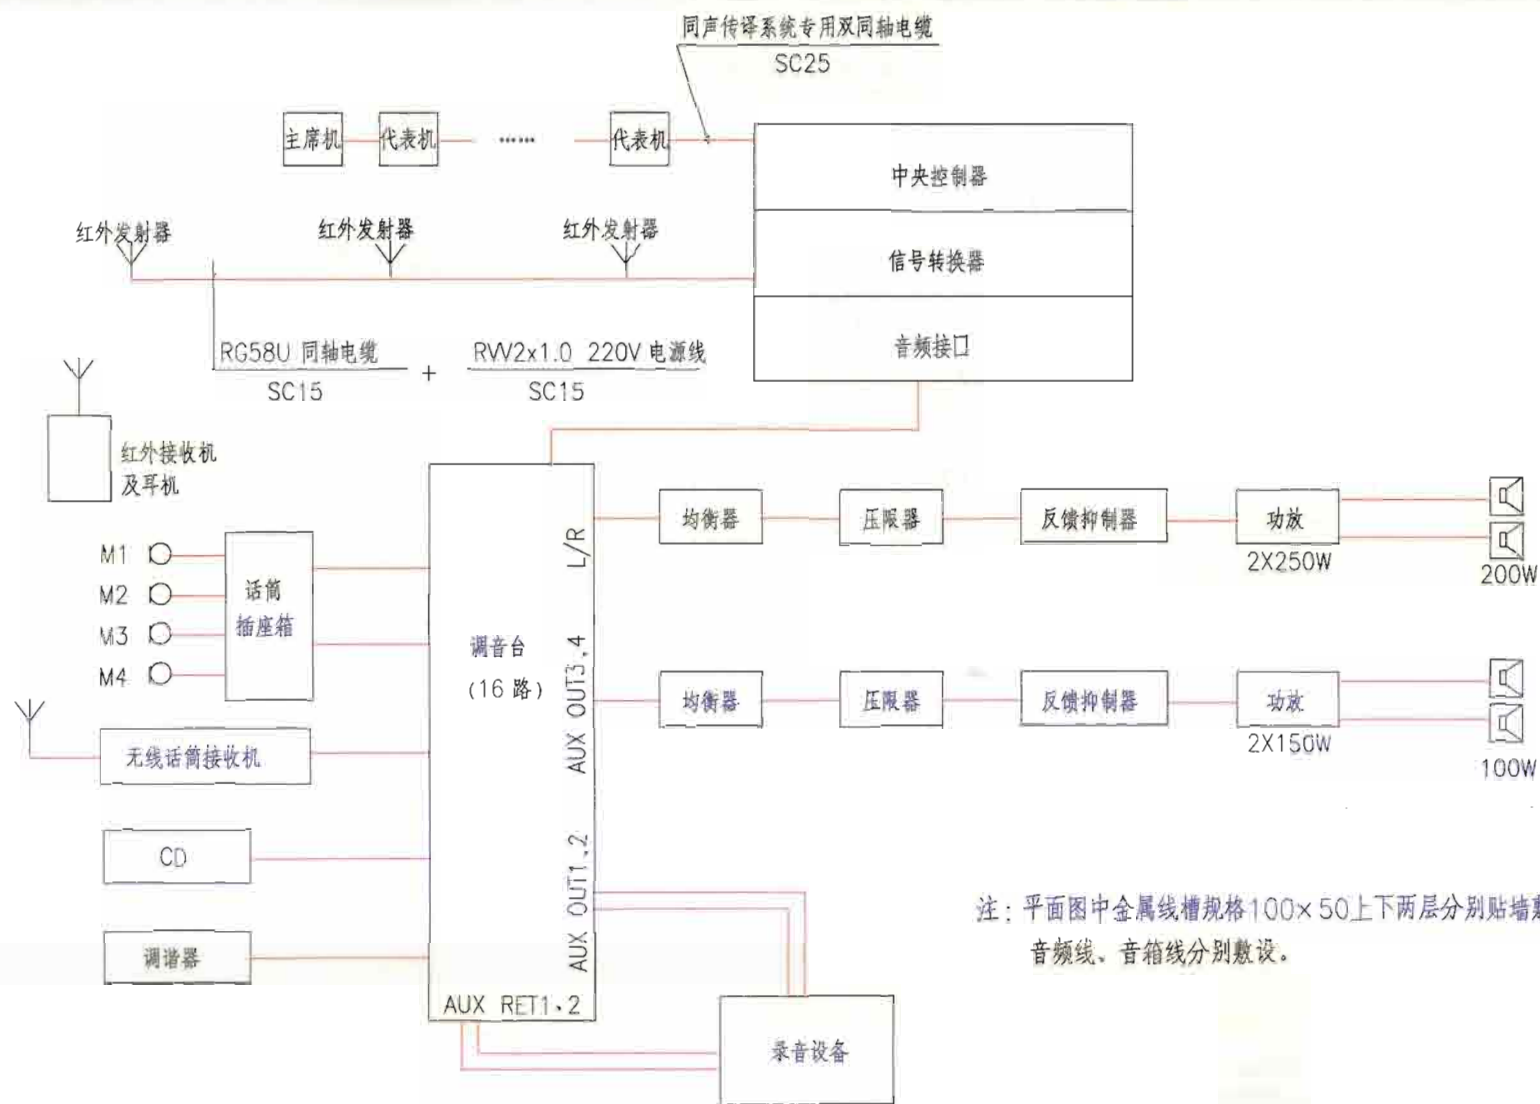 同声传译系统专用双同轴电缆
SC25
主席机
代表机
……
代表机
中央控制器
红外发射器
红外发射器
红外发射器
信号转换器
音频接口
RG58U 同轴电缆
SC15
+
RVV2x1.0 220V 电源线
SC15
红外接收机
及耳机
M1
M2
M3
M4
话筒
插座箱
无线话筒接收机
CD
调谐器
调音台
(16 路)
L/R
AUX OUT3,4
AUX OUT1,2
AUX RET1,2
均衡器
压限器
反馈抑制器
功放
2X250W
200W
均衡器
压限器
反馈抑制器
功放
2X150W
100W
注：平面图中金属线槽规格100×50上下两层分别贴墙
音频线、音箱线分别敷设。
录音设备